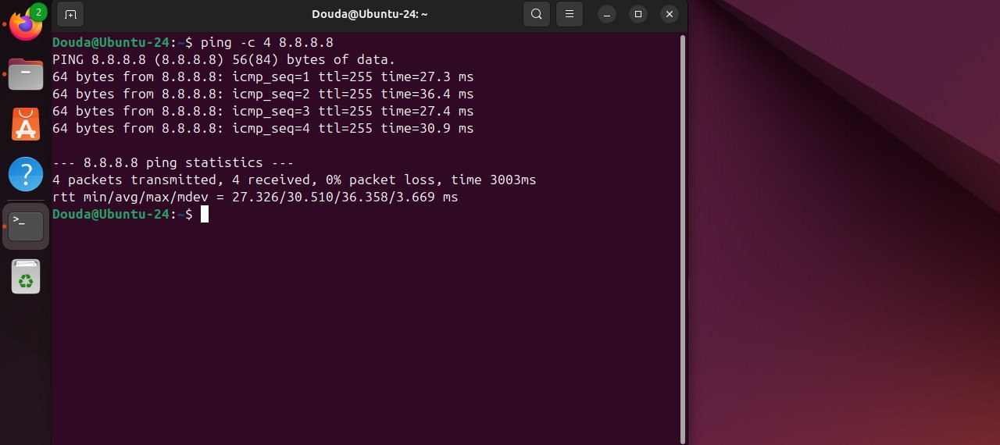 2
Douda@Ubuntu-24: ~
Douda@Ubuntu-24:~$ ping -c 4 8.8.8.8
PING 8.8.8.8 (8.8.8.8) 56(84) bytes of data.
64 bytes from 8.8.8.8: icmp_seq=1 ttl=255 time=27.3 ms
64 bytes from 8.8.8.8: icmp_seq=2 ttl=255 time=36.4 ms
64 bytes from 8.8.8.8: icmp_seq=3 ttl=255 time=27.4 ms
64 bytes from 8.8.8.8: icmp_seq=4 ttl=255 time=30.9 ms
--- 8.8.8.8 ping statistics ---
4 packets transmitted, 4 received, 0% packet loss, time 3003ms
rtt min/avg/max/mdev = 27.326/30.510/36.358/3.669 ms
Douda@Ubuntu-24:~$